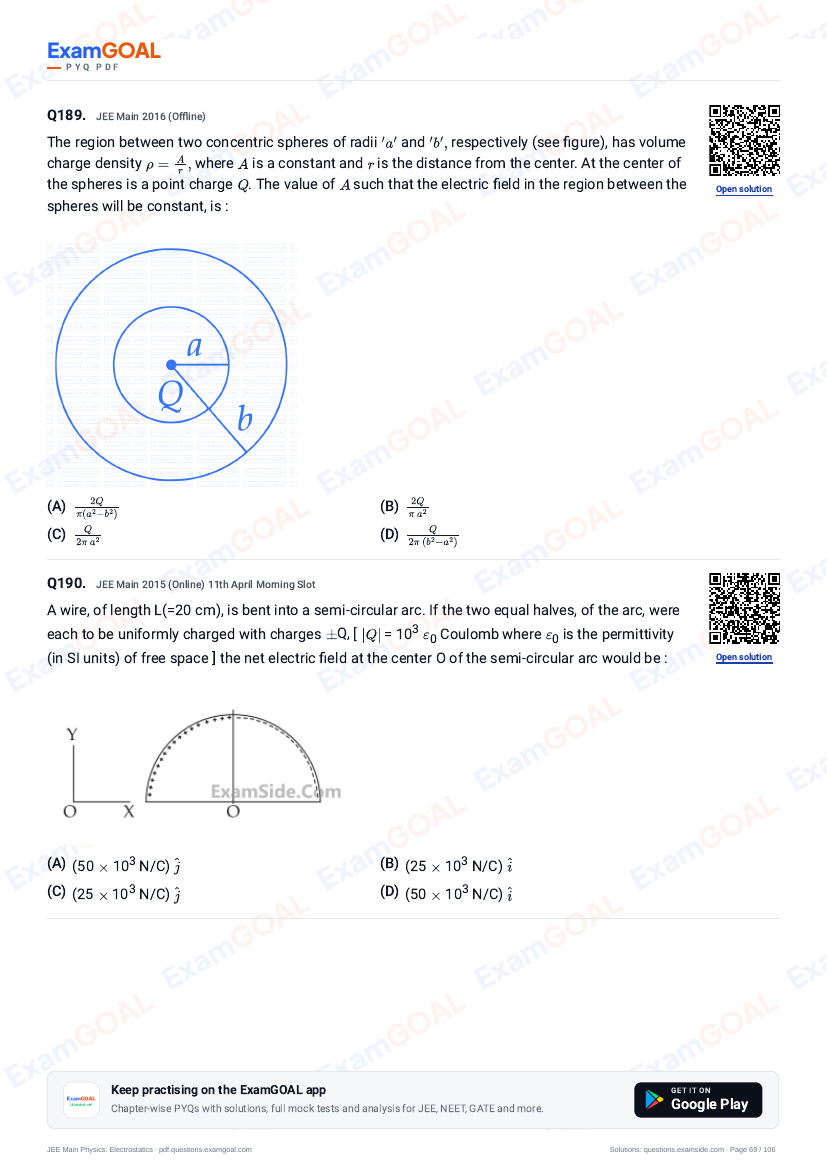 ExamGOAL
PYQ PDF
Q189. JEE Main 2016 (Offline)
The region between two concentric spheres of radii ′a′ and ′b′, respectively (see figure), has volume
charge density ρ = A/r, where A is a constant and r is the distance from the center. At the center of
the spheres is a point charge Q. The value of A such that the electric field in the region between the
spheres will be constant, is :
Open solution
a
Q
b
(A) 2Q/π(a²−b²)
(B) 2Q/π a²
(C) Q/2π a²
(D) Q/2π (b²−a²)
Q190. JEE Main 2015 (Online) 11th April Morning Slot
A wire, of length L(=20 cm), is bent into a semi-circular arc. If the two equal halves, of the arc, were
each to be uniformly charged with charges ±Q, [ |Q| = 10³ ε₀ Coulomb where ε₀ is the permittivity
(in SI units) of free space ] the net electric field at the center O of the semi-circular arc would be :
Open solution
Y
ExamSide.Com
O X O
(A) (50 × 10³ N/C) ĵ
(B) (25 × 10³ N/C) î
(C) (25 × 10³ N/C) ĵ
(D) (50 × 10³ N/C) î
ExamGOAL
Keep practising on the ExamGOAL app
Chapter-wise PYQs with solutions, full mock tests and analysis for JEE, NEET, GATE and more.
GET IT ON
Google Play
JEE Main Physics: Electrostatics · pdf.questions.examgoal.com
Solutions: questions.examside.com · Page 69 / 106